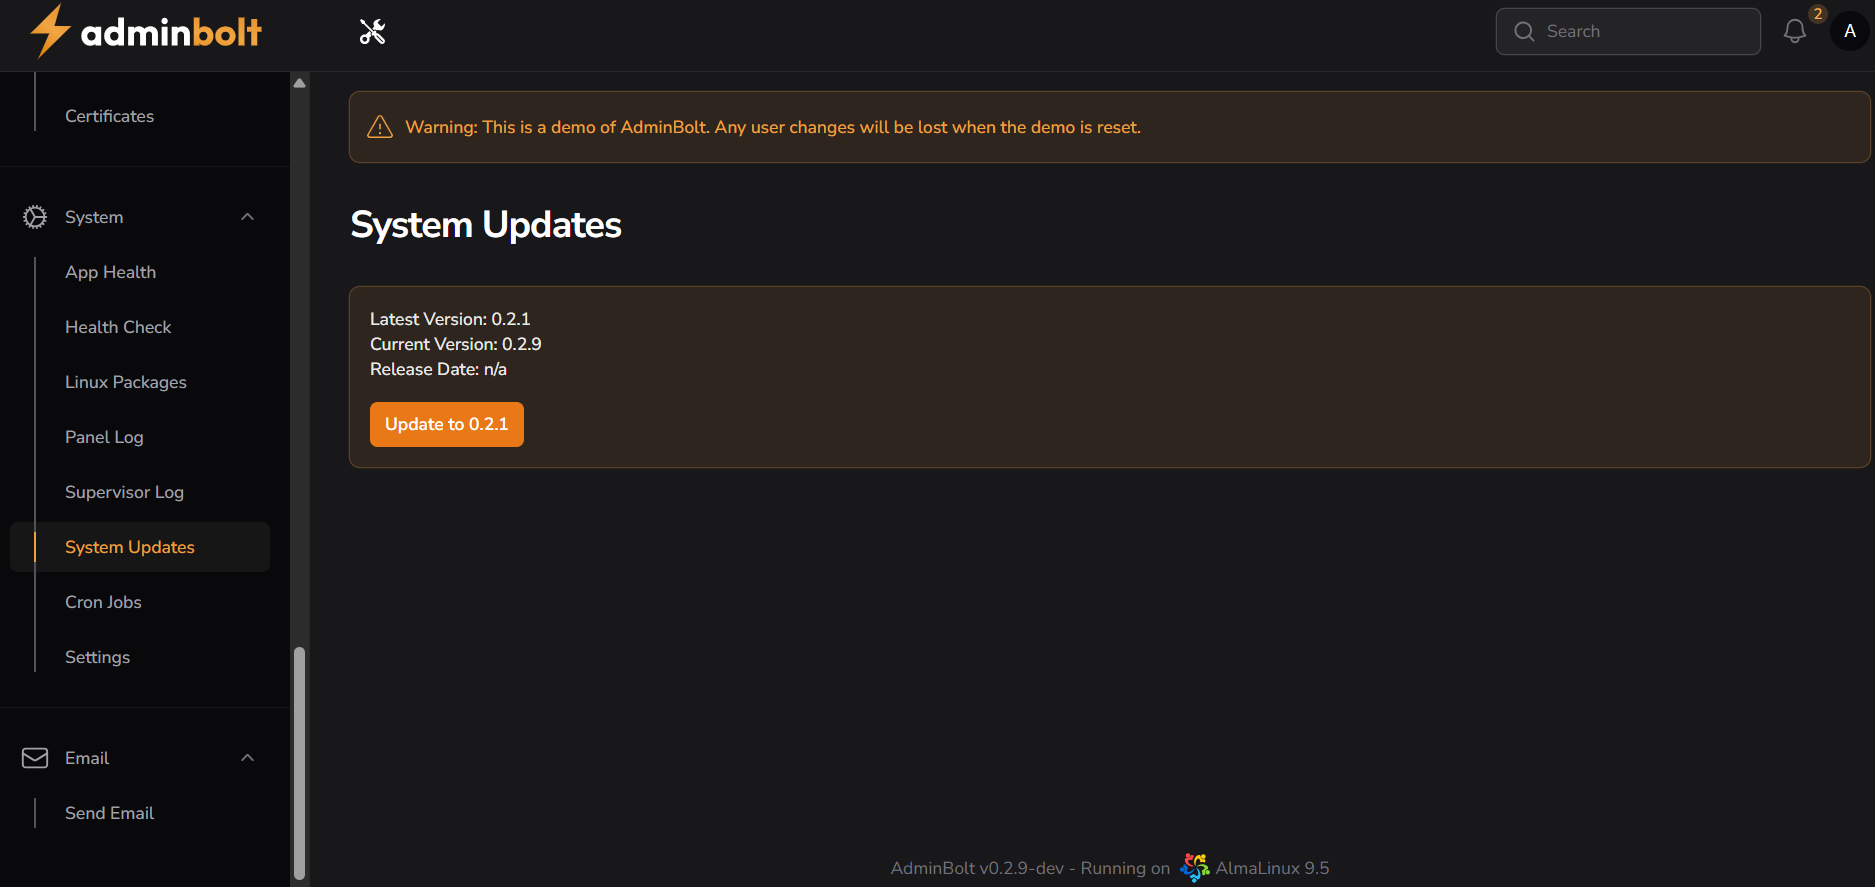 adminbolt
Search
2
A
Certificates
System
App Health
Health Check
Linux Packages
Panel Log
Supervisor Log
System Updates
Cron Jobs
Settings
Email
Send Email
Warning: This is a demo of AdminBolt. Any user changes will be lost when the demo is reset.
System Updates
Latest Version: 0.2.1
Current Version: 0.2.9
Release Date: n/a
Update to 0.2.1
AdminBolt v0.2.9-dev - Running on AlmaLinux 9.5